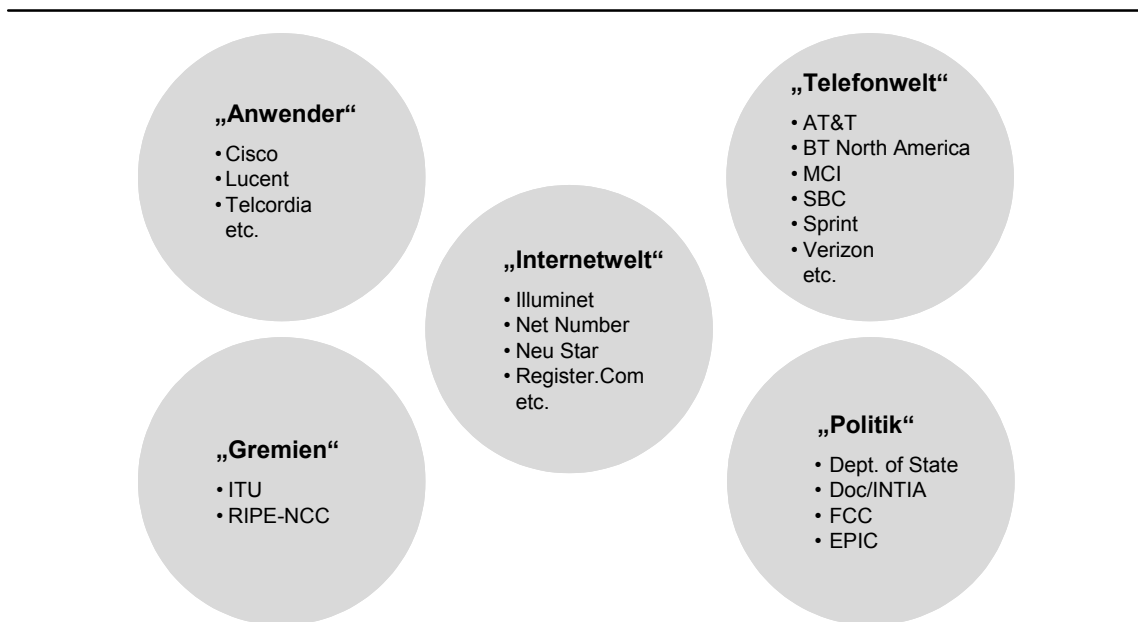 „Anwender“
• Cisco
• Lucent
• Telcordia
etc.
„Telefonwelt“
• AT&T
• BT North America
• MCI
• SBC
• Sprint
• Verizon
etc.
„Internetwelt“
• Illuminet
• Net Number
• Neu Star
• Register.Com
etc.
„Gremien“
• ITU
• RIPE-NCC
„Politik“
• Dept. of State
• Doc/INTIA
• FCC
• EPIC